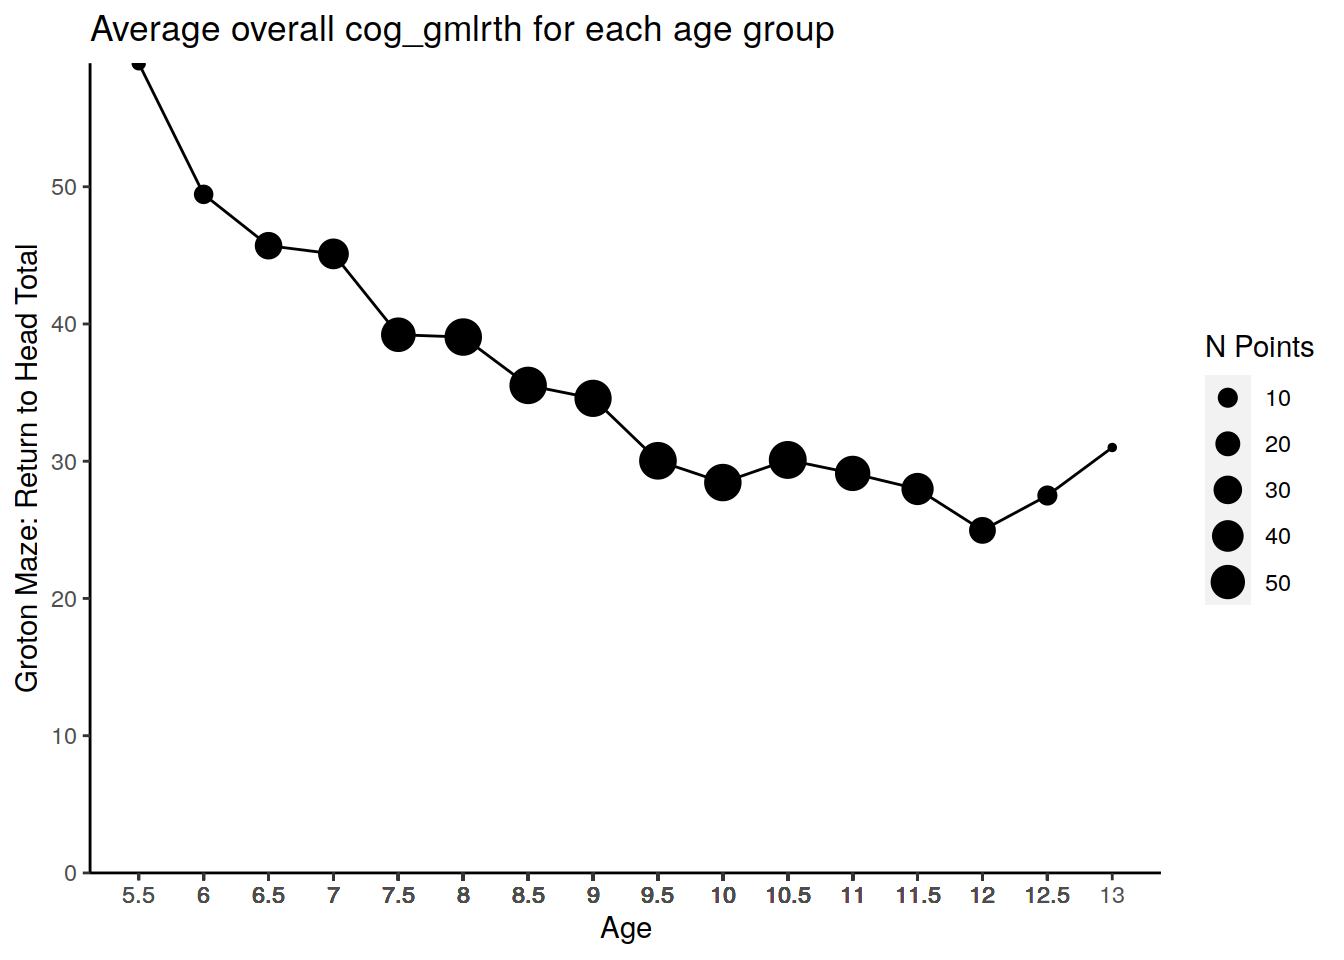 Average overall cog_gmlrth for each age group
Groton Maze: Return to Head Total
50
40
30
20
10
0
5.5 6 6.5 7 7.5 8 8.5 9 9.5 10 10.5 11 11.5 12 12.5 13
Age
N Points
10
20
30
40
50